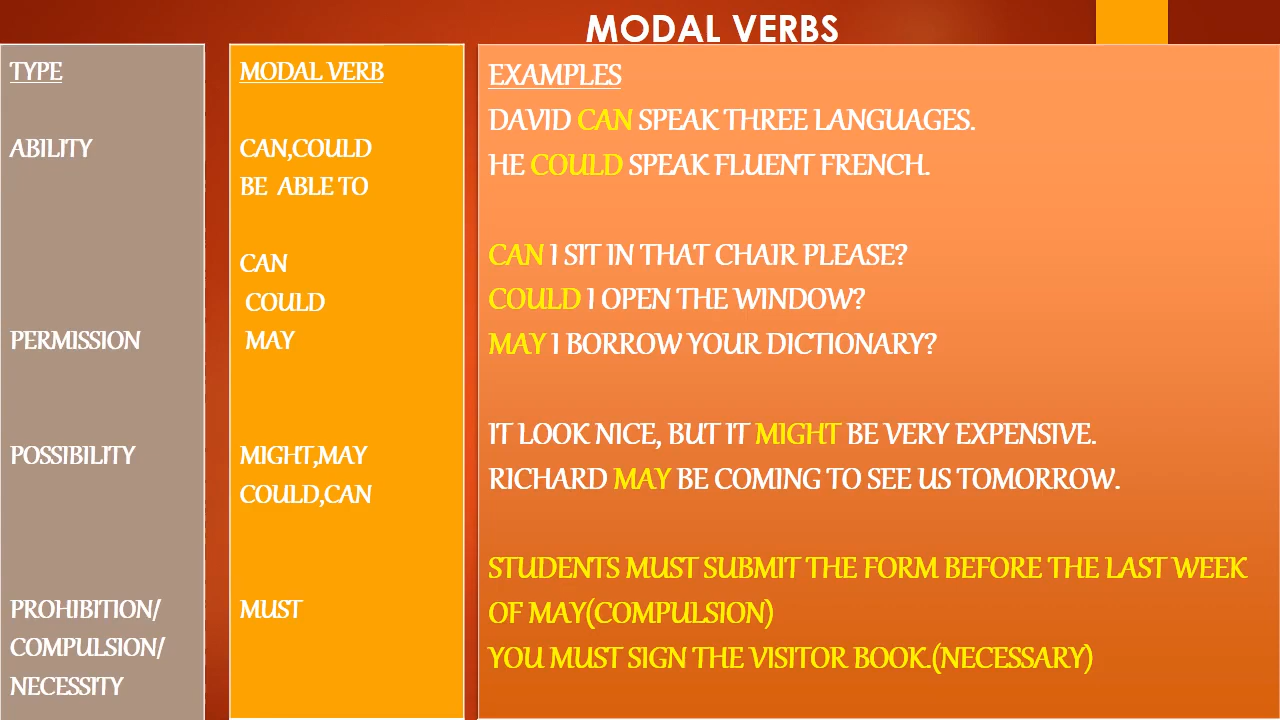 MODAL VERBS
TYPE
ABILITY
PERMISSION
POSSIBILITY
PROHIBITION/
COMPULSION/
NECESSITY
MODAL VERB
CAN,COULD
BE ABLE TO
CAN
COULD
MAY
MIGHT,MAY
COULD,CAN
MUST
EXAMPLES
DAVID CAN SPEAK THREE LANGUAGES.
HE COULD SPEAK FLUENT FRENCH.
CAN I SIT IN THAT CHAIR PLEASE?
COULD I OPEN THE WINDOW?
MAY I BORROW YOUR DICTIONARY?
IT LOOK NICE, BUT IT MIGHT BE VERY EXPENSIVE.
RICHARD MAY BE COMING TO SEE US TOMORROW.
STUDENTS MUST SUBMIT THE FORM BEFORE THE LAST WEEK
OF MAY(COMPULSION)
YOU MUST SIGN THE VISITOR BOOK.(NECESSARY)